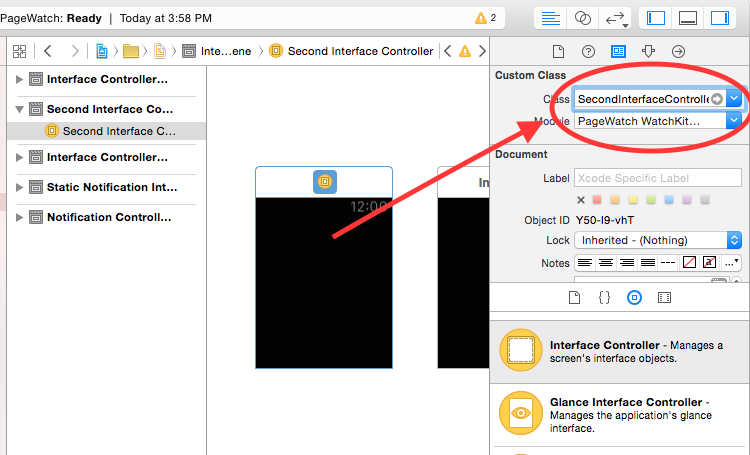 PageWatch: Ready | Today at 3:58 PM
2
Inte...ene
Second Interface Controller
Interface Controller...
Second Interface Co...
Second Interface C...
Interface Controller...
Static Notification Int...
Notification Controll...
12:00
In
Custom Class
Class SecondInterfaceControlle
Module PageWatch WatchKit...
Document
Label Xcode Specific Label
Object ID Y50-I9-vhT
Lock Inherited - (Nothing)
Notes
Interface Controller - Manages a
screen's interface objects.
Glance Interface Controller -
Manages the application's glance
interface.